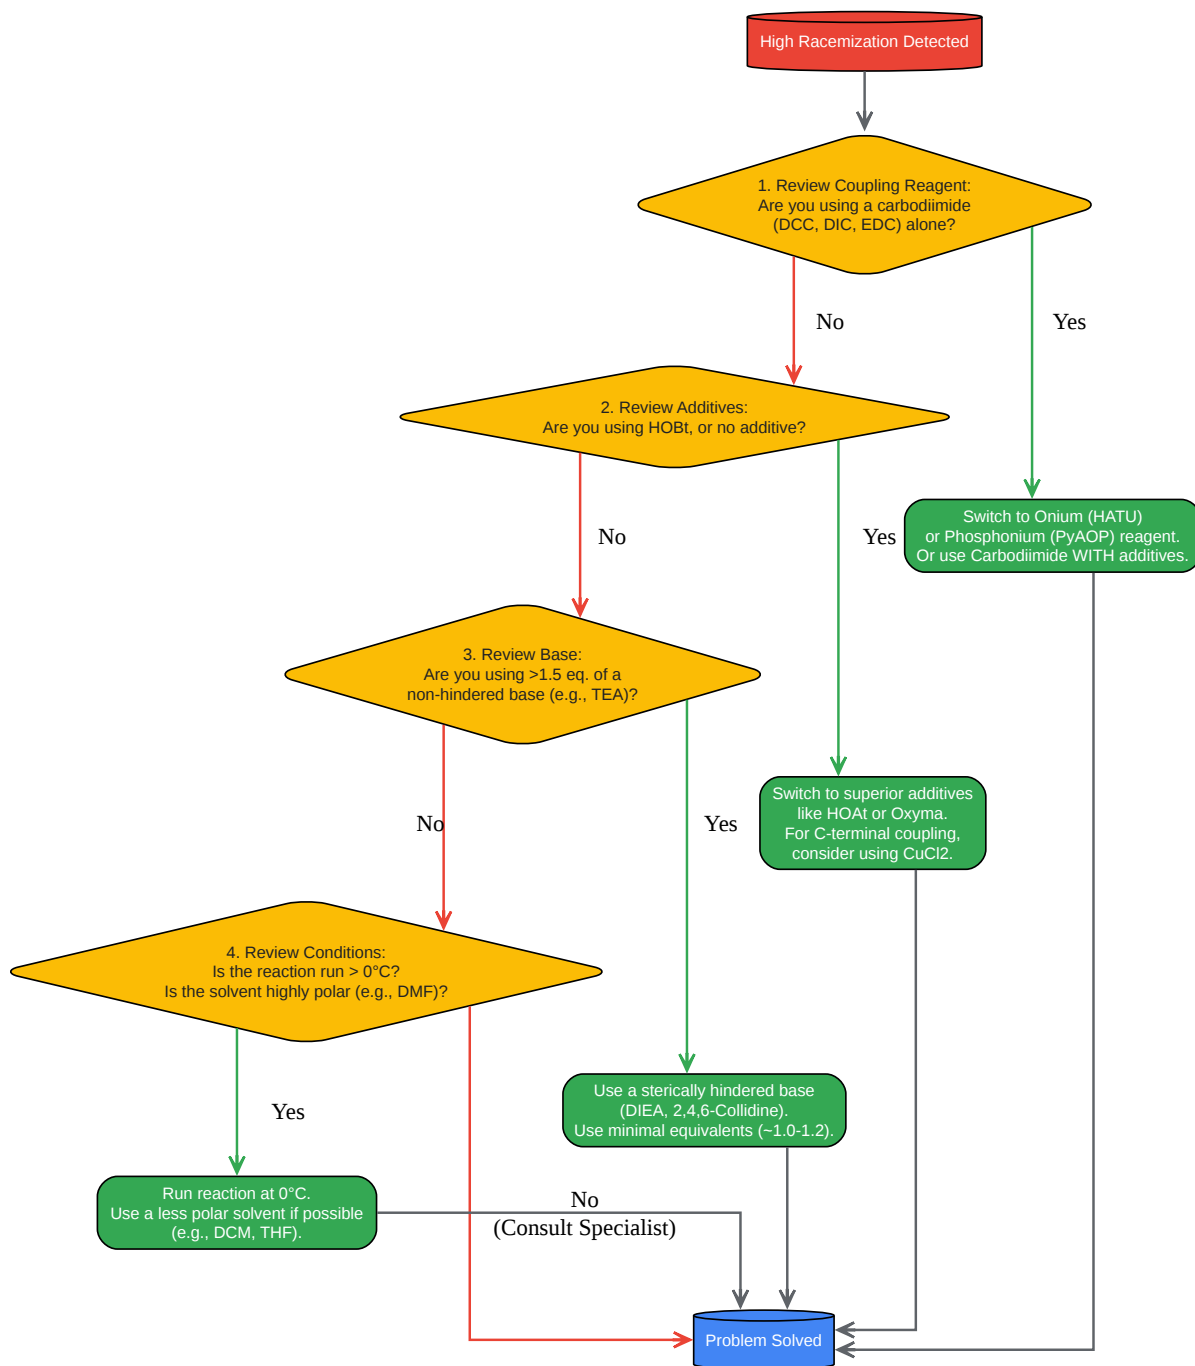 High Racemization Detected
1. Review Coupling Reagent:
Are you using a carbodiimide
(DCC, DIC, EDC) alone?
No
Yes
2. Review Additives:
Are you using HOBt, or no additive?
No
Yes
Switch to Onium (HATU)
or Phosphonium (PyAOP) reagent.
Or use Carbodiimide WITH additives.
3. Review Base:
Are you using >1.5 eq. of a
non-hindered base (e.g., TEA)?
No
Yes
Switch to superior additives
like HOAt or Oxyma.
For C-terminal coupling,
consider using CuCl2.
4. Review Conditions:
Is the reaction run > 0°C?
Is the solvent highly polar (e.g., DMF)?
Yes
Use a sterically hindered base
(DIEA, 2,4,6-Collidine).
Use minimal equivalents (~1.0-1.2).
Run reaction at 0°C.
Use a less polar solvent if possible
(e.g., DCM, THF).
No
(Consult Specialist)
Problem Solved